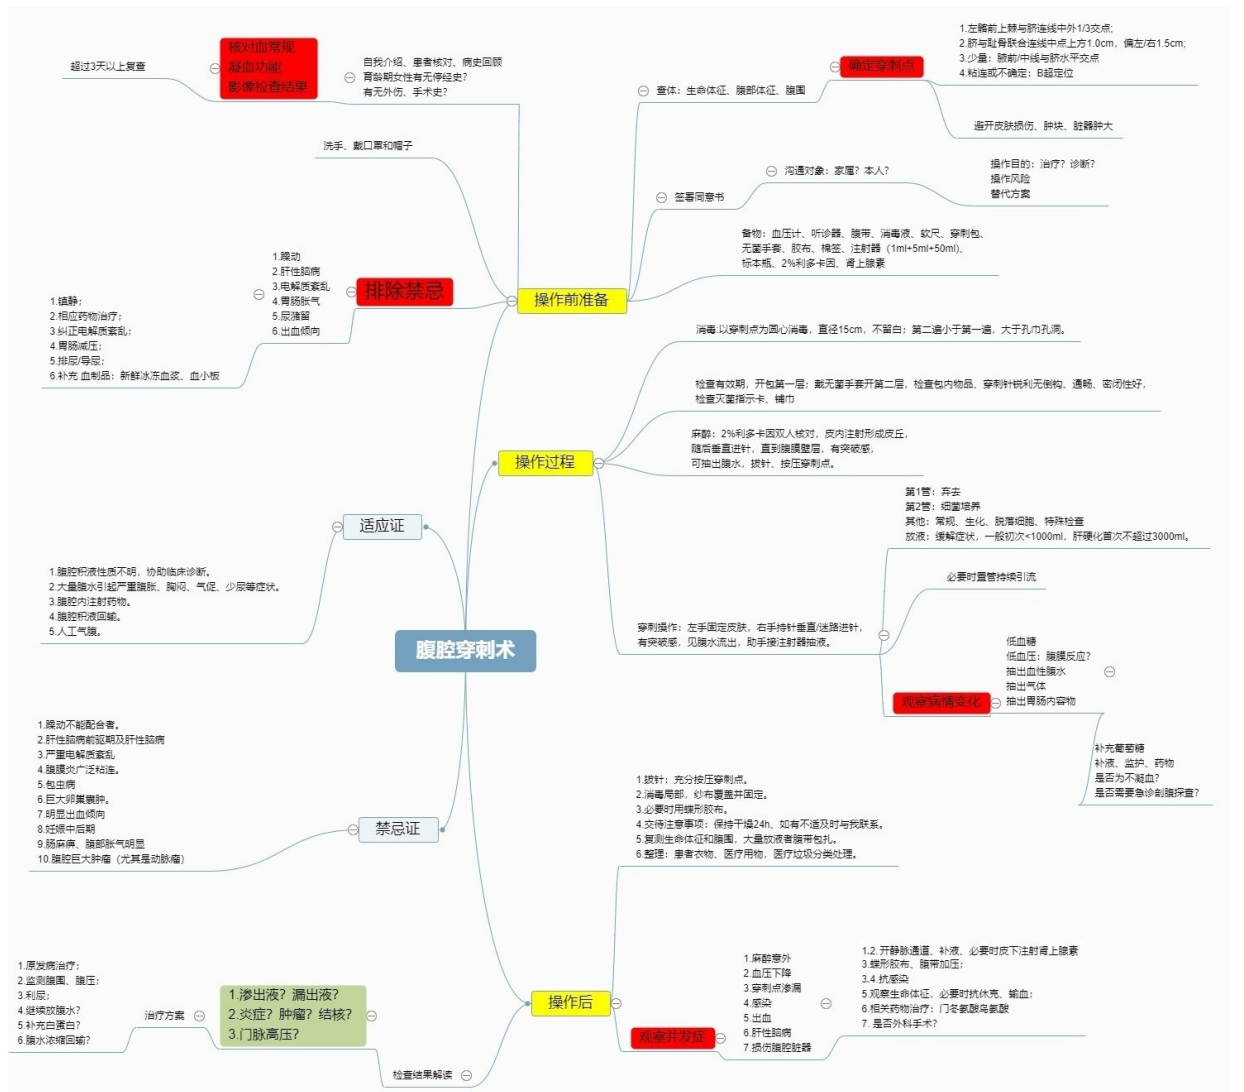 核对血常规
凝血功能
影像检查结果
超过3天以上复查
自我介绍、患者核对、病史回顾
育龄期女性有无停经史？
有无外伤、手术史？
洗手、戴口罩和帽子
1.躁动
2.肝性脑病
3.电解质紊乱
4.胃肠胀气
5.尿潴留
6.出血倾向
排除禁忌
1.镇静；
2.相应药物治疗；
3.纠正电解质紊乱；
4.胃肠减压；
5.排尿/导尿；
6.补充 血制品：新鲜冰冻血浆、血小板
操作前准备
查体：生命体征、腹部体征、腹围
确定穿刺点
1.左髂前上棘与脐连线中外1/3交点；
2.脐与耻骨联合连线中点上方1.0cm，偏左/右1.5cm；
3.少量：腋前/中线与脐水平交点
4.粘连或不确定：B超定位
避开皮肤损伤、肿块、脏器肿大
签署同意书
沟通对象：家属？本人？
操作目的：治疗？诊断？
操作风险
替代方案
备物：血压计、听诊器、腹带、消毒液、软尺、穿刺包、
无菌手套、胶布、棉签、注射器（1ml+5ml+50ml）、
标本瓶、2%利多卡因、肾上腺素
操作过程
消毒:以穿刺点为圆心消毒，直径15cm，不留白；第二遍小于第一遍，大于孔巾孔洞。
检查有效期，开包第一层；戴无菌手套开第二层，检查包内物品、穿刺针锐利无倒钩、通畅、密闭性好，
检查灭菌指示卡、铺巾
麻醉：2%利多卡因双人核对，皮内注射形成皮丘，
随后垂直进针，直到腹膜壁层，有突破感，
可抽出腹水，拔针、按压穿刺点。
穿刺操作：左手固定皮肤，右手持针垂直/迷路进针，
有突破感，见腹水流出，助手接注射器抽液。
第1管：弃去
第2管：细菌培养
其他：常规、生化、脱落细胞、特殊检查
放液：缓解症状，一般初次<1000ml，肝硬化首次不超过3000ml。
必要时置管持续引流
观察病情变化
低血糖
低血压：腹膜反应？
抽出血性腹水
抽出气体
抽出胃肠内容物
补充葡萄糖
补液、监护、药物
是否为不凝血？
是否需要急诊剖腹探查？
适应证
1.腹腔积液性质不明，协助临床诊断。
2.大量腹水引起严重腹胀、胸闷、气促、少尿等症状。
3.腹腔内注射药物。
4.腹腔积液回输。
5.人工气腹。
腹腔穿刺术
禁忌证
1.躁动不能配合者。
2.肝性脑病前驱期及肝性脑病
3.严重电解质紊乱
4.腹膜炎广泛粘连。
5.包虫病
6.巨大卵巢囊肿。
7.明显出血倾向
8.妊娠中后期
9.肠麻痹、腹部胀气明显
10.腹腔巨大肿瘤（尤其是动脉瘤）
操作后
1.拔针：充分按压穿刺点。
2.消毒局部，纱布覆盖并固定。
3.必要时用蝶形胶布。
4.交待注意事项：保持干燥24h、如有不适及时与我联系。
5.复测生命体征和腹围，大量放液者腹带包扎。
6.整理：患者衣物、医疗用物，医疗垃圾分类处理。
观察并发症
1.麻醉意外
2.血压下降
3.穿刺点渗漏
4.感染
5.出血
6.肝性脑病
7.损伤腹腔脏器
1.2. 开静脉通道、补液、必要时皮下注射肾上腺素
3.蝶形胶布、腹带加压；
3.4.抗感染
5.观察生命体征，必要时抗休克、输血；
6.相关药物治疗：门冬氨酸鸟氨酸
7. 是否外科手术？
检查结果解读
1.渗出液？漏出液？
2.炎症？肿瘤？结核？
3.门脉高压？
治疗方案
1.原发病治疗；
2.监测腹围、腹压；
3.利尿；
4.继续放腹水？
5.补充白蛋白？
6.腹水浓缩回输？